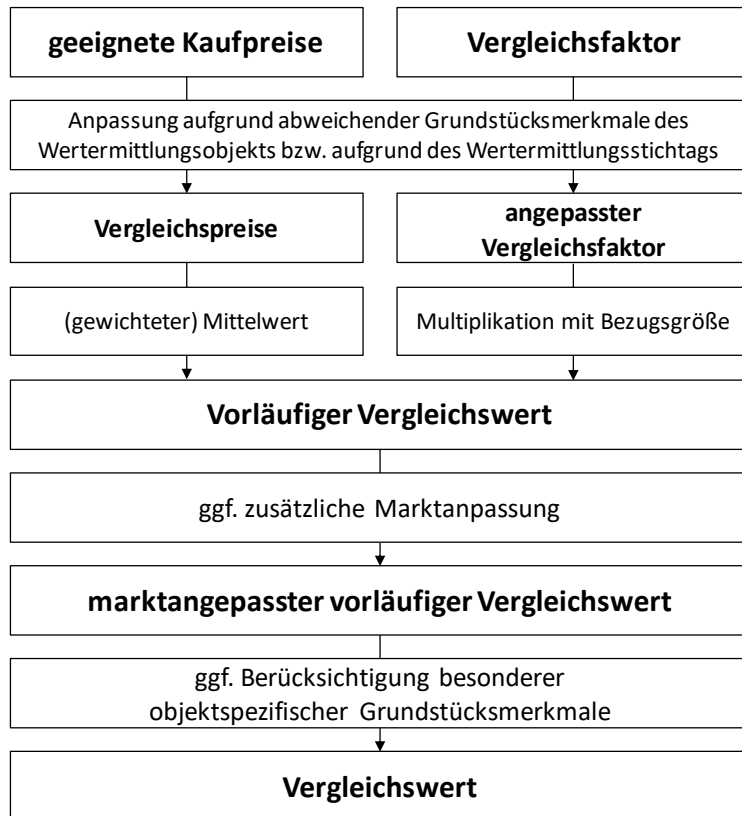 geeignete Kaufpreise
Vergleichsfaktor
Anpassung aufgrund abweichender Grundstücksmerkmale des
Wertermittlungsobjekts bzw. aufgrund des Wertermittlungsstichtags
Vergleichspreise
angepasster
Vergleichsfaktor
(gewichteter) Mittelwert
Multiplikation mit Bezugsgröße
Vorläufiger Vergleichswert
ggf. zusätzliche Marktanpassung
marktangepasster vorläufiger Vergleichswert
ggf. Berücksichtigung besonderer
objektspezifischer Grundstücksmerkmale
Vergleichswert